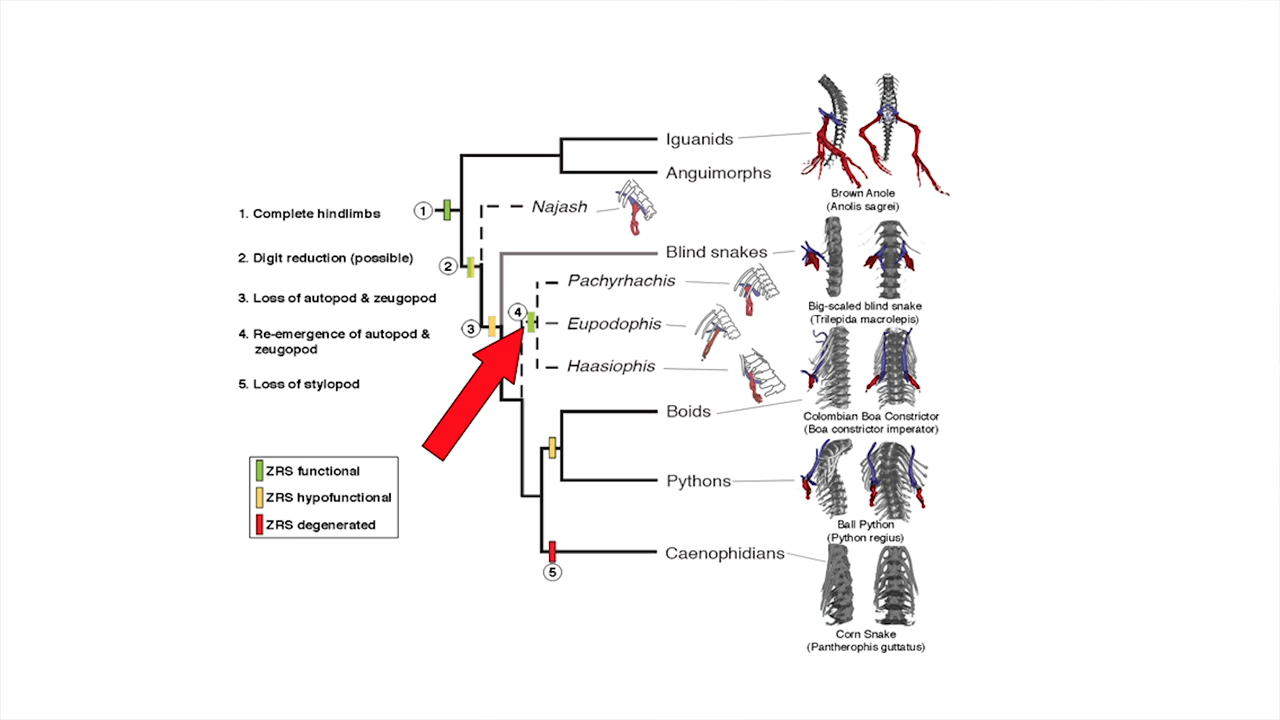 1. Complete hindlimbs
2. Digit reduction (possible)
3. Loss of autopod & zeugopod
4. Re-emergence of autopod &
zeugopod
5. Loss of stylopod
ZRS functional
ZRS hypofunctional
ZRS degenerated
1
2
3
4
5
Iguanids
Anguimorphs
Najash
Blind snakes
Pachyrhachis
Eupodophis
Haasiophis
Boids
Pythons
Caenophidians
Brown Anole
(Anolis sagrei)
Big-scaled blind snake
(Trilepida macrolepis)
Colombian Boa Constrictor
(Boa constrictor imperator)
Ball Python
(Python regius)
Corn Snake
(Pantherophis guttatus)